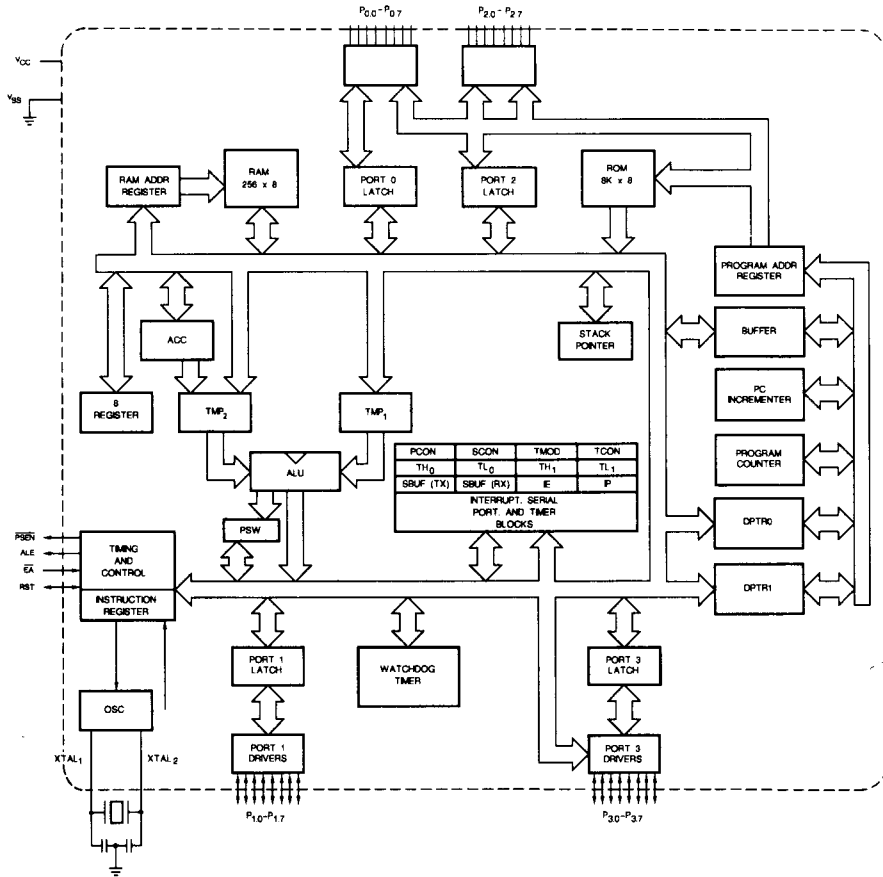 P0.0-P0.7
P2.0-P2.7
VCC
VSS
RAM ADDR
REGISTER
RAM
256 x 8
PORT 0
LATCH
PORT 2
LATCH
ROM
8K x 8
PROGRAM ADDR
REGISTER
BUFFER
STACK
POINTER
ACC
PC
INCREMENTER
B
REGISTER
TMP2
TMP1
PROGRAM
COUNTER
PCON SCON TMOD TCON
TH0 TL0 TH1 TL1
SBUF (TX) SBUF (RX) IE IP
INTERRUPT. SERIAL
PORT. AND TIMER
BLOCKS
ALU
PSW
DPTR0
PSEN
ALE
EA
RST
TIMING
AND
CONTROL
INSTRUCTION
REGISTER
DPTR1
PORT 1
LATCH
WATCHDOG
TIMER
PORT 3
LATCH
OSC
XTAL1
XTAL2
PORT 1
DRIVERS
PORT 3
DRIVERS
P1.0-P1.7
P3.0-P3.7